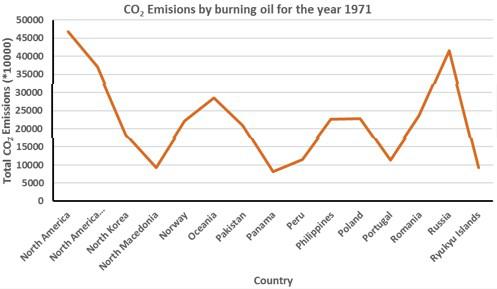 CO₂ Emisions by burning oil for the year 1971
Total CO₂ Emissions (*10000)
50000
45000
40000
35000
30000
25000
20000
15000
10000
5000
0
North America
North America...
North Korea
North Macedonia
Norway
Oceania
Pakistan
Panama
Peru
Philippines
Poland
Portugal
Romania
Russia
Ryukyu Islands
Country